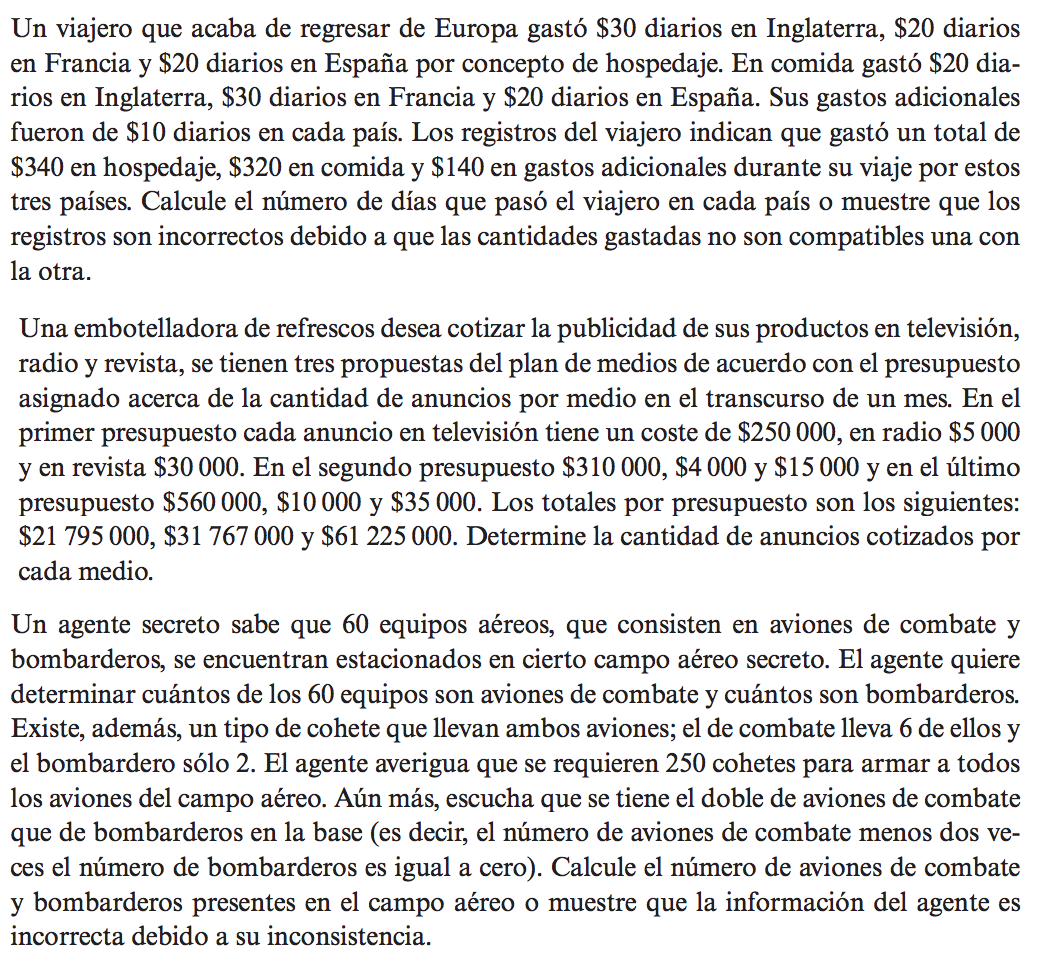 Un viajero que acaba de regresar de Europa gastó $30 diarios en Inglaterra, $20 diarios
en Francia y $20 diarios en España por concepto de hospedaje. En comida gastó $20 dia-
rios en Inglaterra, $30 diarios en Francia y $20 diarios en España. Sus gastos adicionales
fueron de $10 diarios en cada país. Los registros del viajero indican que gastó un total de
$340 en hospedaje, $320 en comida y $140 en gastos adicionales durante su viaje por estos
tres países. Calcule el número de días que pasó el viajero en cada país o muestre que los
registros son incorrectos debido a que las cantidades gastadas no son compatibles una con
la otra.
Una embotelladora de refrescos desea cotizar la publicidad de sus productos en televisión,
radio y revista, se tienen tres propuestas del plan de medios de acuerdo con el presupuesto
asignado acerca de la cantidad de anuncios por medio en el transcurso de un mes. En el
primer presupuesto cada anuncio en televisión tiene un coste de $250 000, en radio $5 000
y en revista $30 000. En el segundo presupuesto $310 000, $4 000 y $15 000 y en el último
presupuesto $560 000, $10 000 y $35 000. Los totales por presupuesto son los siguientes:
$21 795 000, $31 767 000 y $61 225 000. Determine la cantidad de anuncios cotizados por
cada medio.
Un agente secreto sabe que 60 equipos aéreos, que consisten en aviones de combate y
bombarderos, se encuentran estacionados en cierto campo aéreo secreto. El agente quiere
determinar cuántos de los 60 equipos son aviones de combate y cuántos son bombarderos.
Existe, además, un tipo de cohete que llevan ambos aviones; el de combate lleva 6 de ellos y
el bombardero sólo 2. El agente averigua que se requieren 250 cohetes para armar a todos
los aviones del campo aéreo. Aún más, escucha que se tiene el doble de aviones de combate
que de bombarderos en la base (es decir, el número de aviones de combate menos dos ve-
ces el número de bombarderos es igual a cero). Calcule el número de aviones de combate
y bombarderos presentes en el campo aéreo o muestre que la información del agente es
incorrecta debido a su inconsistencia.